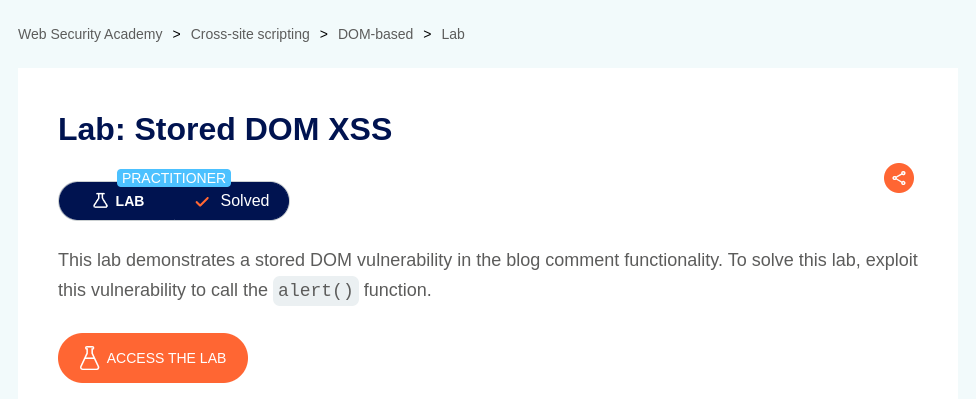 Web Security Academy > Cross-site scripting > DOM-based > Lab
Lab: Stored DOM XSS
PRACTITIONER
LAB Solved
This lab demonstrates a stored DOM vulnerability in the blog comment functionality. To solve this lab, exploit
this vulnerability to call the alert() function.
ACCESS THE LAB